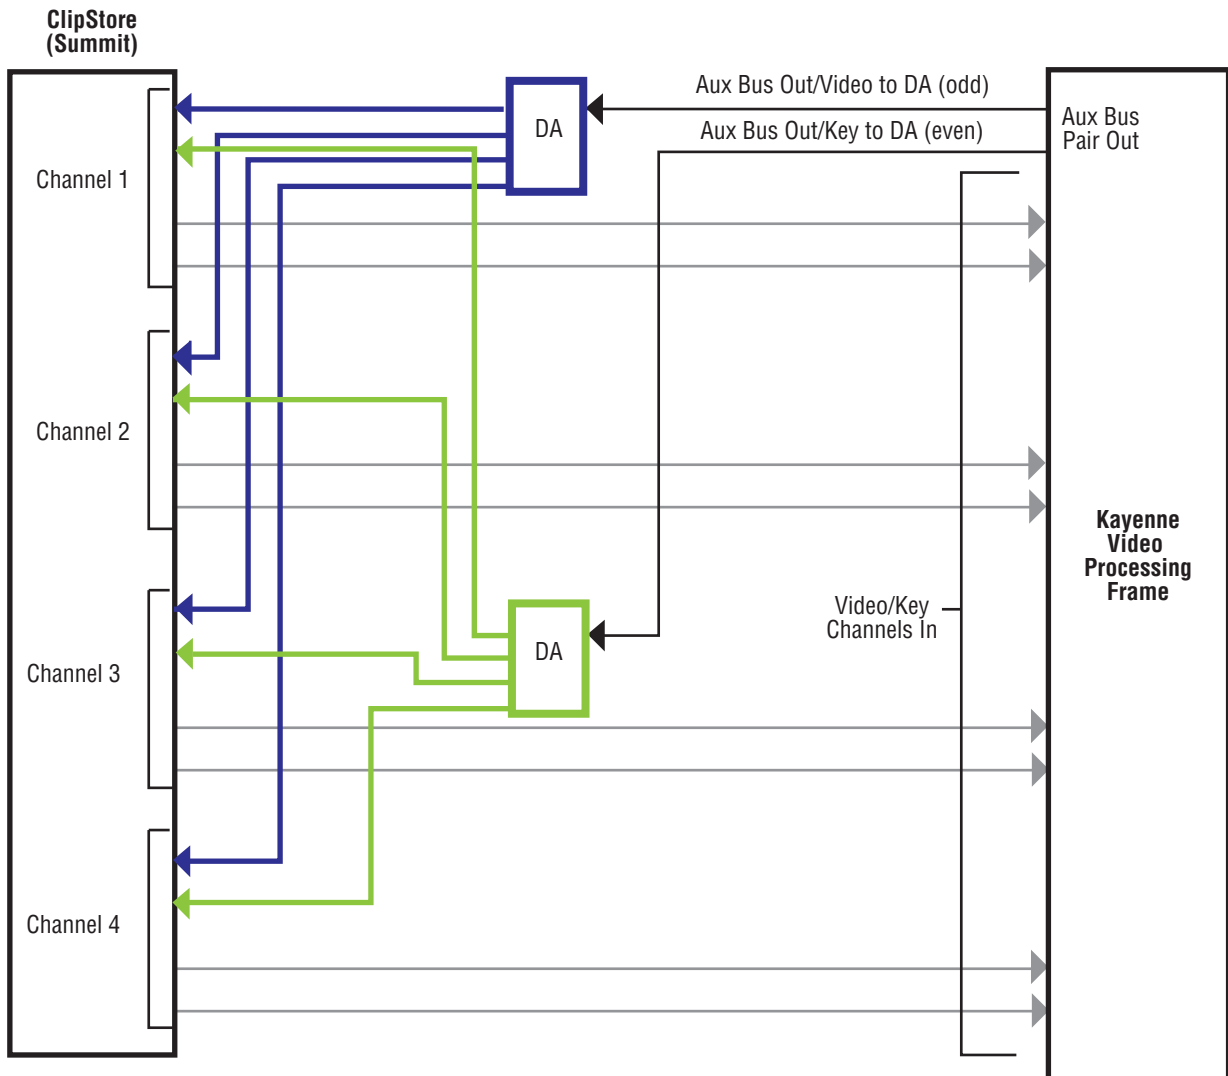 ClipStore
(Summit)
Aux Bus Out/Video to DA (odd)
Aux Bus
Pair Out
DA
Aux Bus Out/Key to DA (even)
Channel 1
Channel 2
Kayenne
Video
Processing
Frame
Video/Key
Channels In
DA
Channel 3
Channel 4